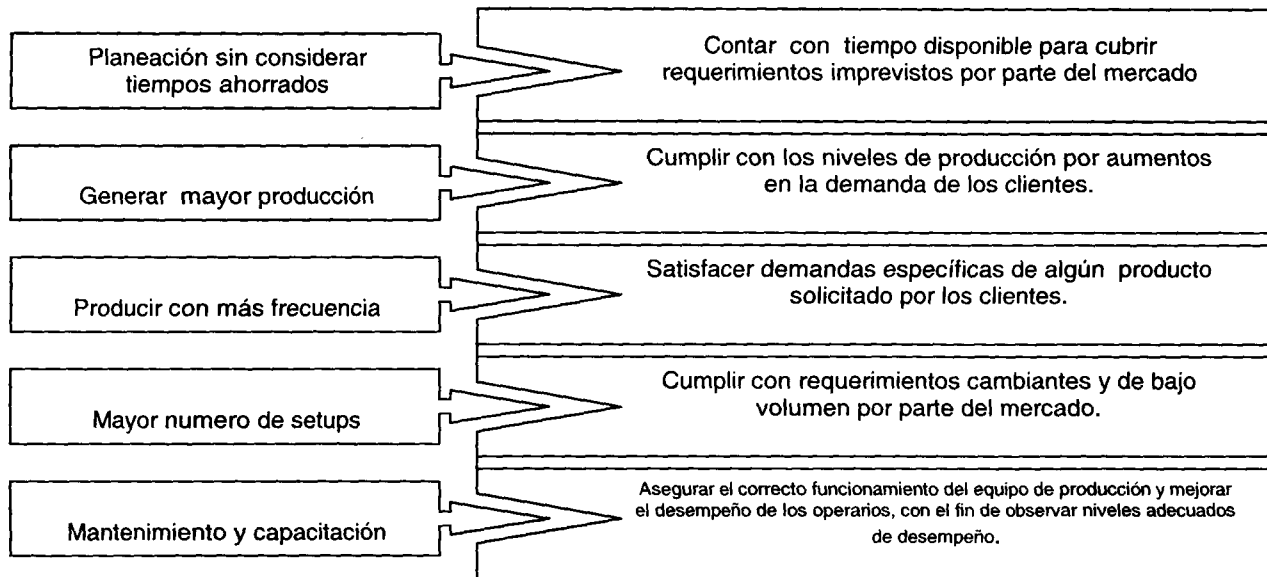 Planeación sin considerar
tiempos ahorrados
Contar con tiempo disponible para cubrir
requerimientos imprevistos por parte del mercado
Generar mayor producción
Cumplir con los niveles de producción por aumentos
en la demanda de los clientes.
Producir con más frecuencia
Satisfacer demandas específicas de algún producto
solicitado por los clientes.
Mayor numero de setups
Cumplir con requerimientos cambiantes y de bajo
volumen por parte del mercado.
Mantenimiento y capacitación
Asegurar el correcto funcionamiento del equipo de producción y mejorar
el desempeño de los operarios, con el fin de observar niveles adecuados
de desempeño.